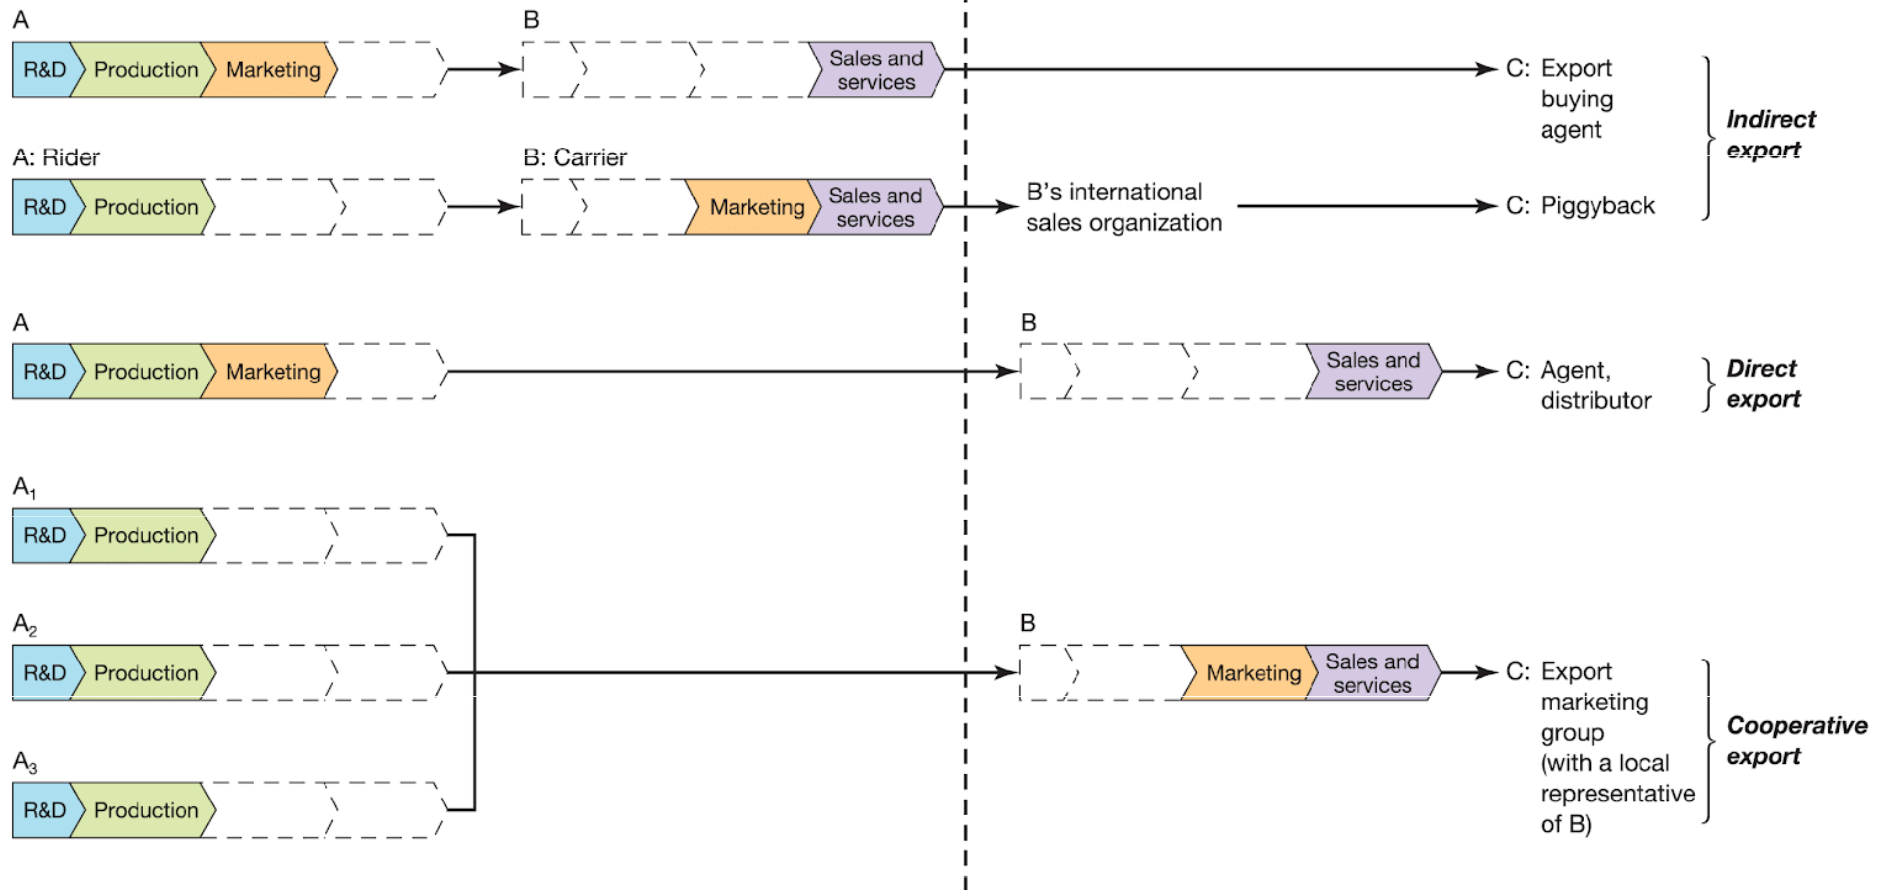 A
B
R&D
Production
Marketing
Sales and
services
C: Export
buying
agent
Indirect
export
A: Rider
B: Carrier
R&D
Production
Marketing
Sales and
services
B's international
sales organization
C: Piggyback
A
B
R&D
Production
Marketing
Sales and
services
C: Agent,
distributor
Direct
export
A₁
R&D
Production
A₂
B
R&D
Production
Marketing
Sales and
services
C: Export
marketing
group
(with a local
representative
of B)
Cooperative
export
A₃
R&D
Production